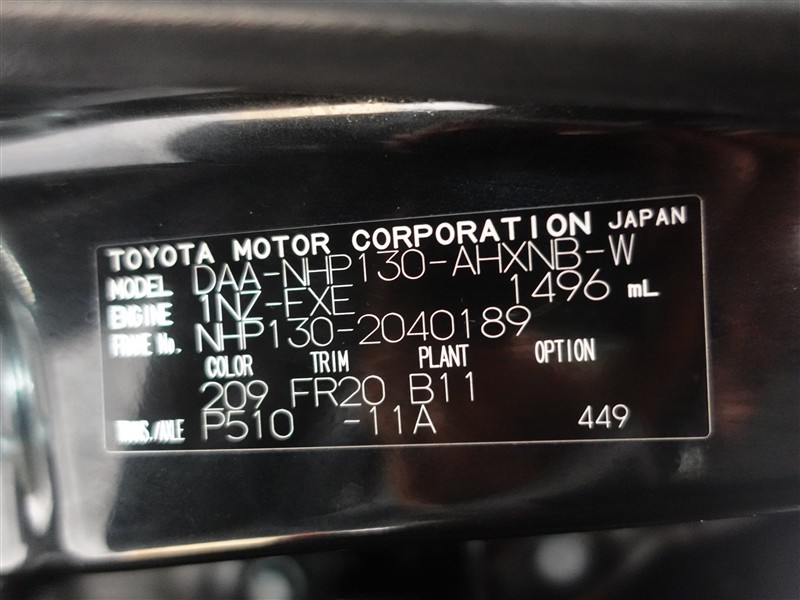 TOYOTA MOTOR CORPORATION JAPAN
MODEL DAA-NHP130-AHXNB-W
ENGINE 1NZ-FXE 1496 mL
FRAME No. NHP130-2040189
COLOR TRIM PLANT OPTION
209 FR20 B11
TRANS./AXLE P510 -11A 449